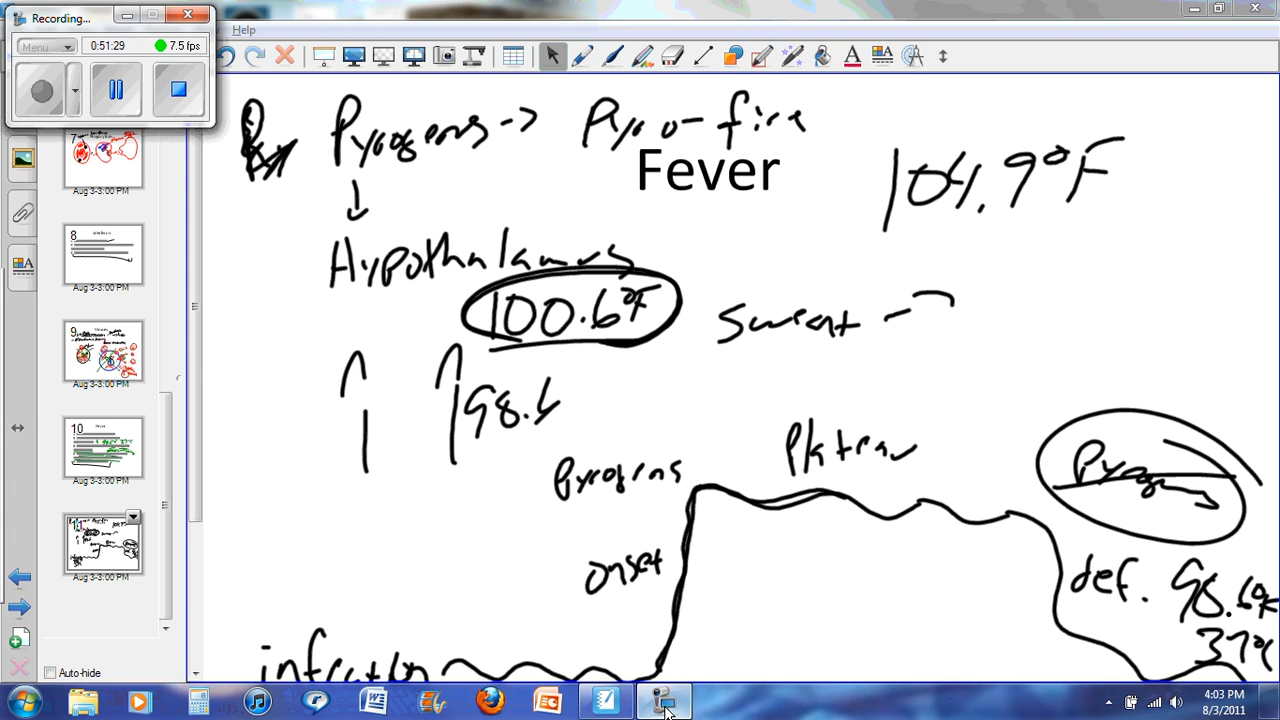 Recording...
Menu
0:51:29
7.5 fps
Help
Pyrogens -> Pyro - fire
Fever
104.9°F
Hypothalamus
100.6°F
Sweat -
98.6
Pyrogens
Plateau
onset
def. 98.6°F
37°C
infection
7
Aug 3-3:00 PM
8
Aug 3-3:00 PM
9
Aug 3-3:00 PM
10
Aug 3-3:00 PM
Aug 3-3:00 PM
Auto-hide
4:03 PM
8/3/2011